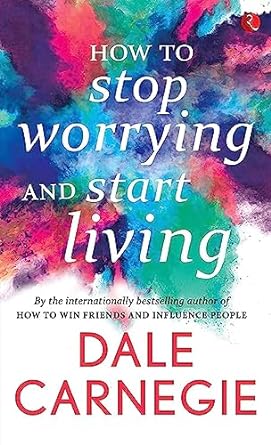 HOW TO
stop
worrying
AND start
living
By the internationally bestselling author of
HOW TO WIN FRIENDS AND INFLUENCE PEOPLE
DALE
CARNEGIE